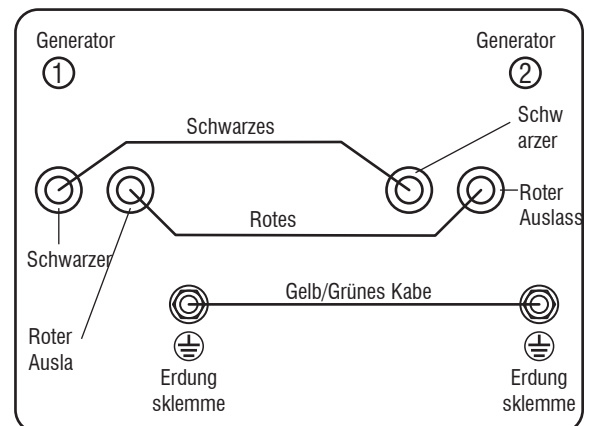 Generator
1
Generator
2
Schwarzes
Schw
arzer
Rotes
Roter
Auslass
Schwarzer
Gelb/Grünes Kabe
Roter
Ausla
Erdung
sklemme
Erdung
sklemme